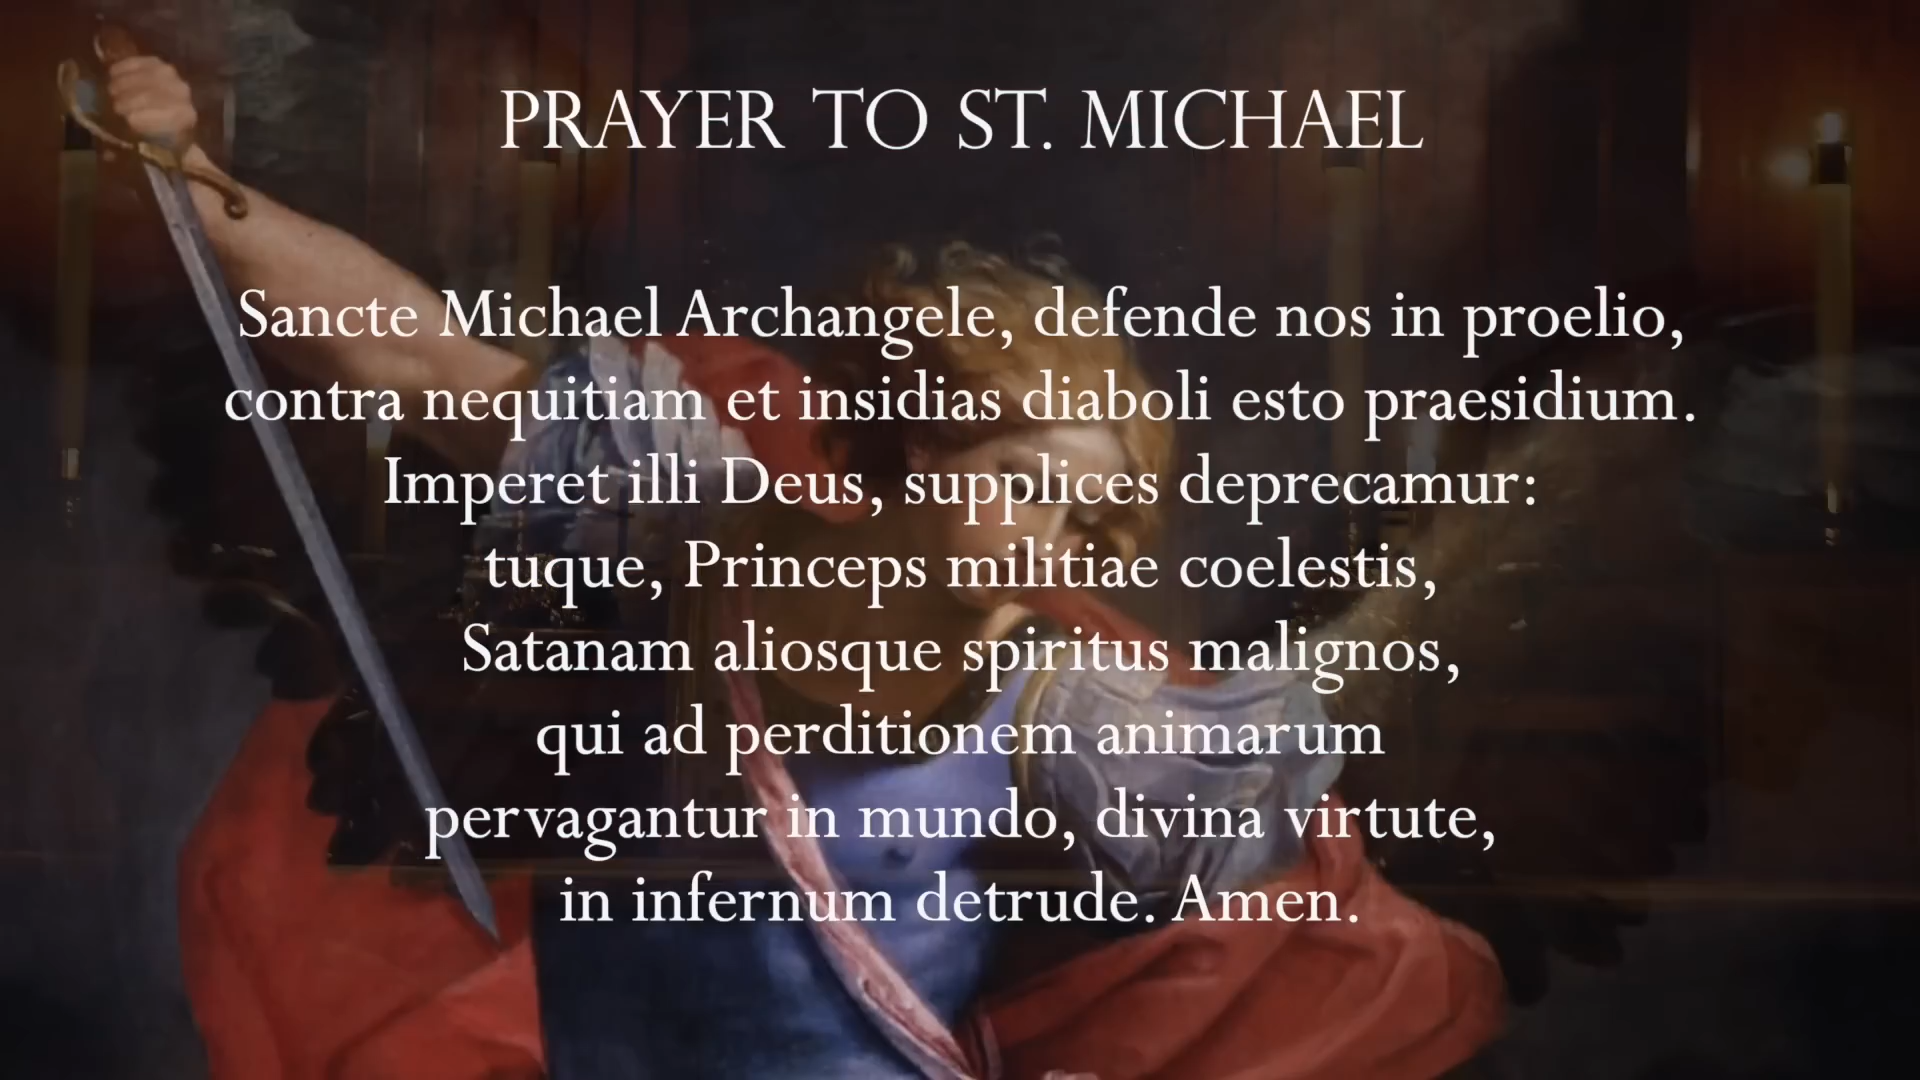 PRAYER TO ST. MICHAEL
Sancte Michael Archangele, defende nos in proelio,
contra nequitiam et insidias diaboli esto praesidium.
Imperet illi Deus, supplices deprecamur:
tuque, Princeps militiae coelestis,
Satanam aliosque spiritus malignos,
qui ad perditionem animarum
pervagantur in mundo, divina virtute,
in infernum detrude. Amen.